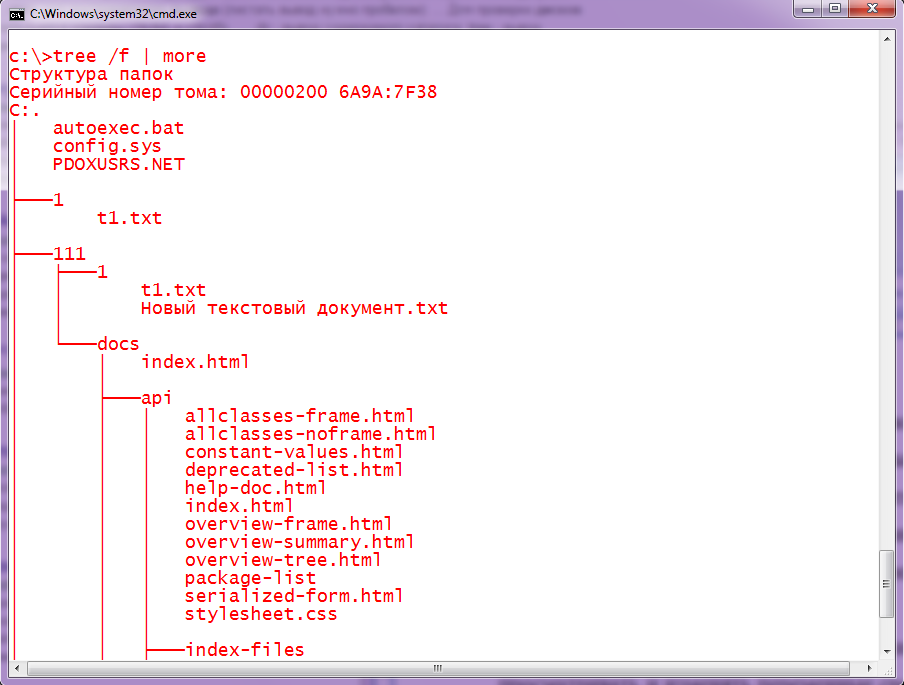 C:\Windows\system32\cmd.exe
c:\>tree /f | more
Структура папок
Серийный номер тома: 00000200 6A9A:7F38
C:.
autoexec.bat
config.sys
PDOXUSRS.NET
1
t1.txt
111
1
t1.txt
Новый текстовый документ.txt
docs
index.html
api
allclasses-frame.html
allclasses-noframe.html
constant-values.html
deprecated-list.html
help-doc.html
index.html
overview-frame.html
overview-summary.html
overview-tree.html
package-list
serialized-form.html
stylesheet.css
index-files